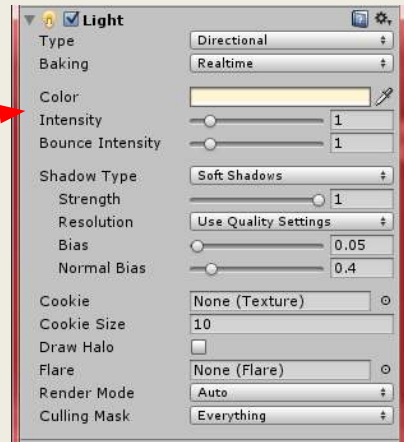 Light
Type Directional
Baking Realtime
Color
Intensity 1
Bounce Intensity 1
Shadow Type Soft Shadows
Strength 1
Resolution Use Quality Settings
Bias 0.05
Normal Bias 0.4
Cookie None (Texture)
Cookie Size 10
Draw Halo
Flare None (Flare)
Render Mode Auto
Culling Mask Everything